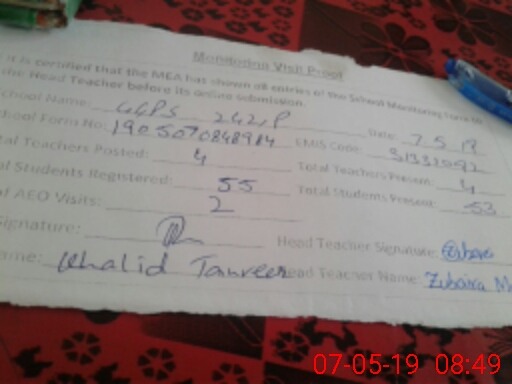 Monitoring Visit Proof
It is certified that the MEA has shown all entries of the School Monitoring Form to
the Head Teacher before its online submission.
School Name: GGPS 242 P Date: 7.5.19
School Form No: 1905070848984 EMIS Code: 31332092
Total Teachers Posted: 4 Total Teachers Present: 4
Students Registered: 55 Total Students Present: 53
of AEO Visits: 2
Signature: Head Teacher Signature:
Name: Khalid Tanveer Head Teacher Name: Zubaira
07-05-19 08:49